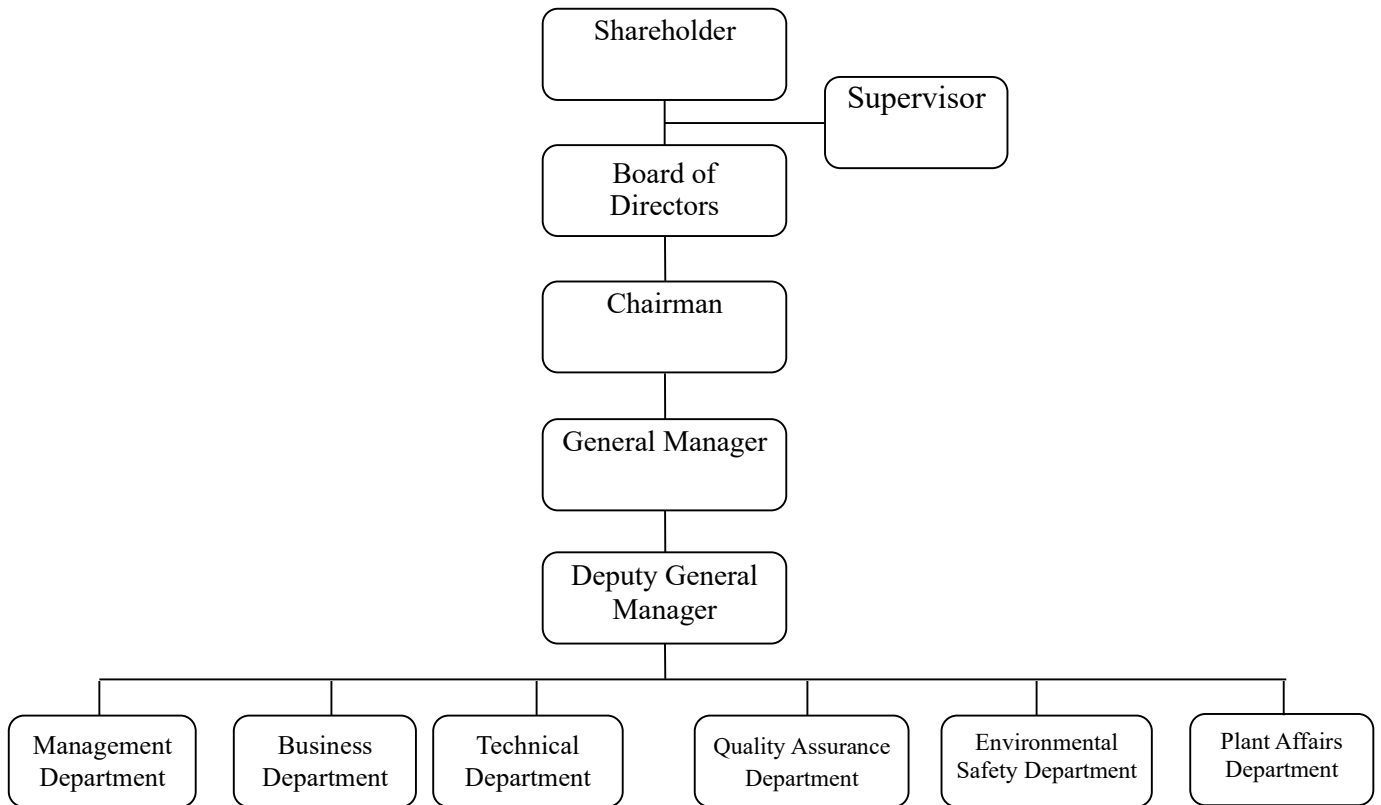 Shareholder
Supervisor
Board of
Directors
Chairman
General Manager
Deputy General
Manager
Management
Department
Business
Department
Technical
Department
Quality Assurance
Department
Environmental
Safety Department
Plant Affairs
Department